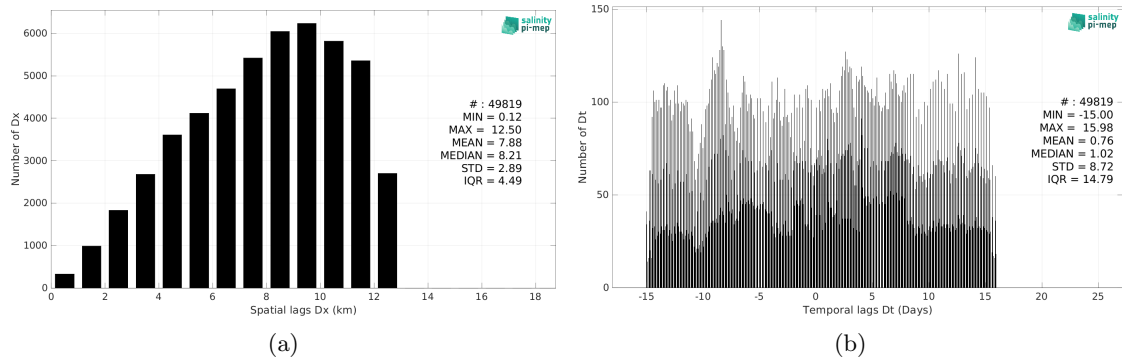 salinity
pi-mep
# : 49819
MIN = 0.12
MAX = 12.50
MEAN = 7.88
MEDIAN = 8.21
STD = 2.89
IQR = 4.49
Number of Dx
6000
5000
4000
3000
2000
1000
0
0 2 4 6 8 10 12 14 16 18
Spatial lags Dx (km)
(a)
salinity
pi-mep
# : 49819
MIN = -15.00
MAX = 15.98
MEAN = 0.76
MEDIAN = 1.02
STD = 8.72
IQR = 14.79
Number of Dt
150
100
50
0
-15 -10 -5 0 5 10 15 20 25
Temporal lags Dt (Days)
(b)